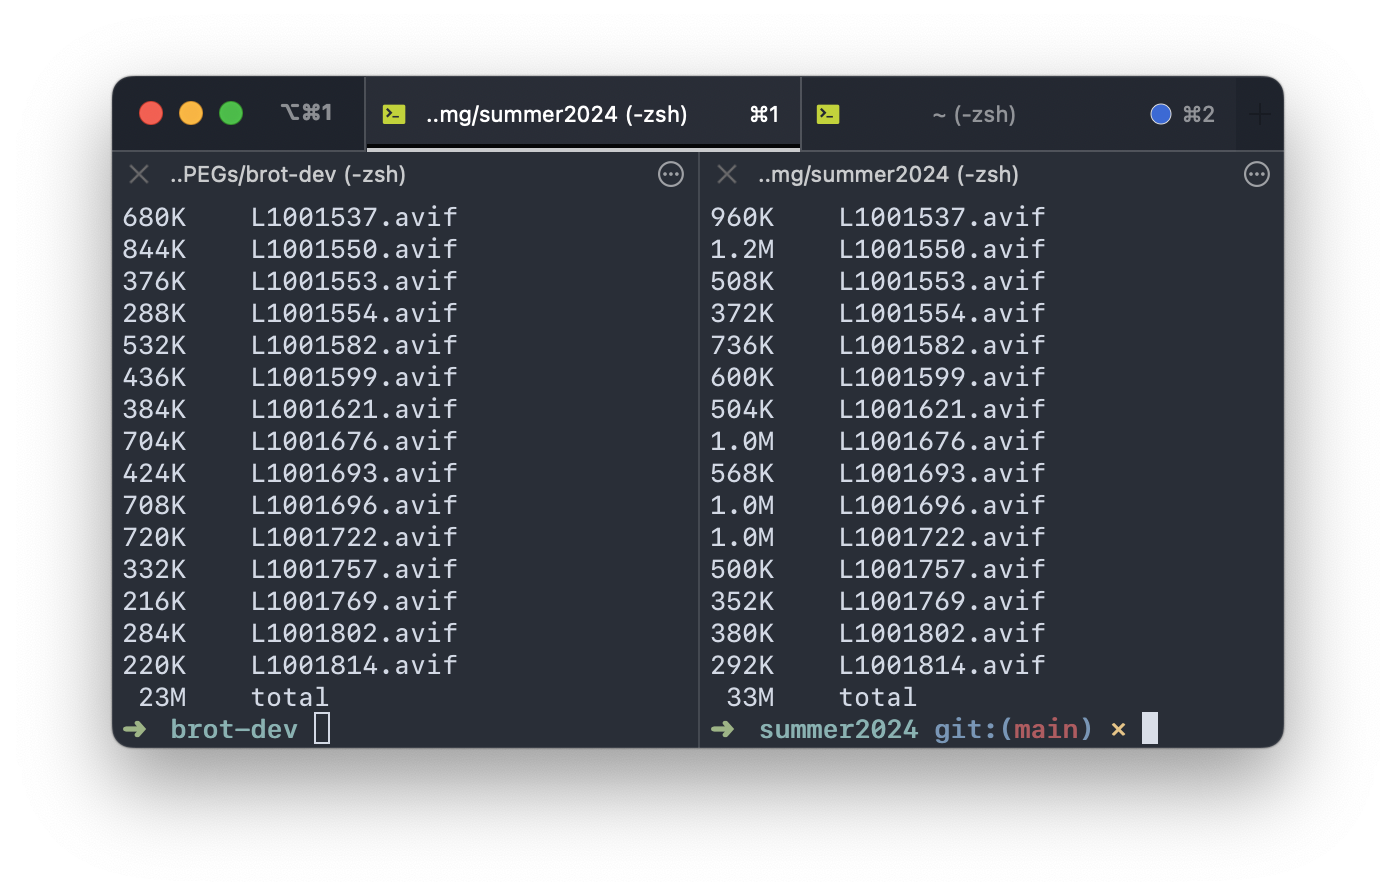 ⌥⌘1
..mg/summer2024 (-zsh) ⌘1
~ (-zsh) ⌘2
..PEGs/brot-dev (-zsh)
680K L1001537.avif
844K L1001550.avif
376K L1001553.avif
288K L1001554.avif
532K L1001582.avif
436K L1001599.avif
384K L1001621.avif
704K L1001676.avif
424K L1001693.avif
708K L1001696.avif
720K L1001722.avif
332K L1001757.avif
216K L1001769.avif
284K L1001802.avif
220K L1001814.avif
23M total
➜ brot-dev
..mg/summer2024 (-zsh)
960K L1001537.avif
1.2M L1001550.avif
508K L1001553.avif
372K L1001554.avif
736K L1001582.avif
600K L1001599.avif
504K L1001621.avif
1.0M L1001676.avif
568K L1001693.avif
1.0M L1001696.avif
1.0M L1001722.avif
500K L1001757.avif
352K L1001769.avif
380K L1001802.avif
292K L1001814.avif
33M total
➜ summer2024 git:(main) ×